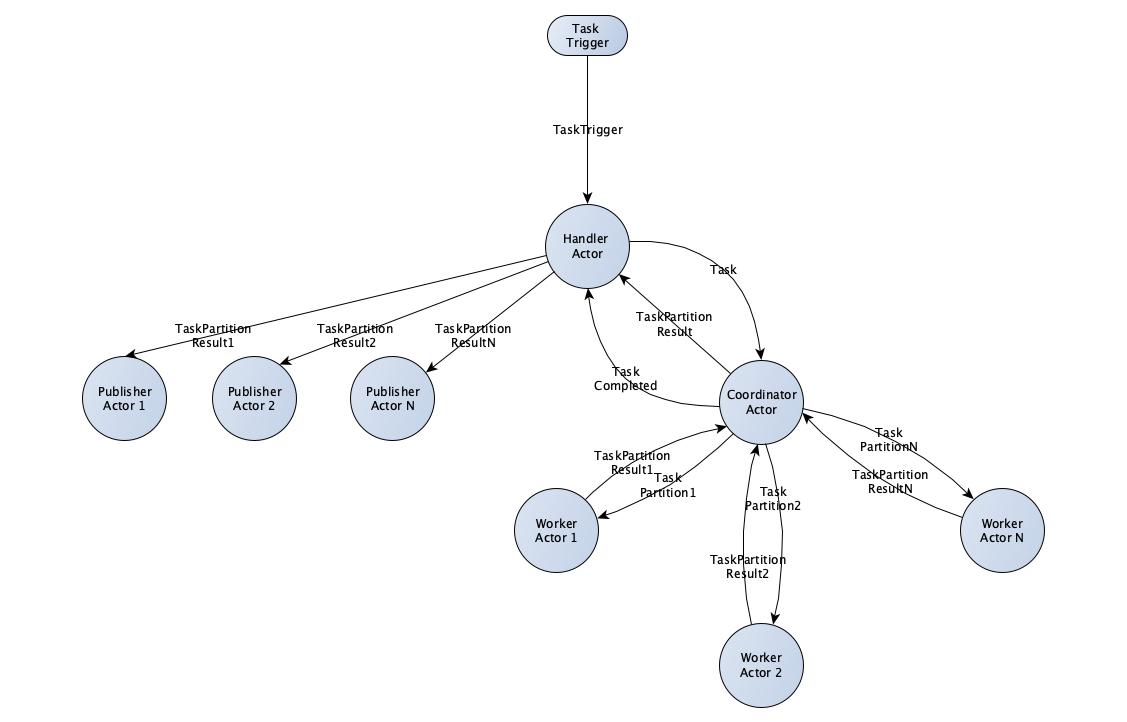 Task
Trigger
TaskTrigger
Handler
Actor
Task
TaskPartition
Result
TaskPartition
Result1
TaskPartition
Result2
TaskPartition
ResultN
Task
Completed
Publisher
Actor 1
Publisher
Actor 2
Publisher
Actor N
Coordinator
Actor
Task
PartitionN
TaskPartition
Result1
Task
Partition1
TaskPartition
ResultN
Task
Partition2
Worker
Actor 1
Worker
Actor N
TaskPartition
Result2
Worker
Actor 2